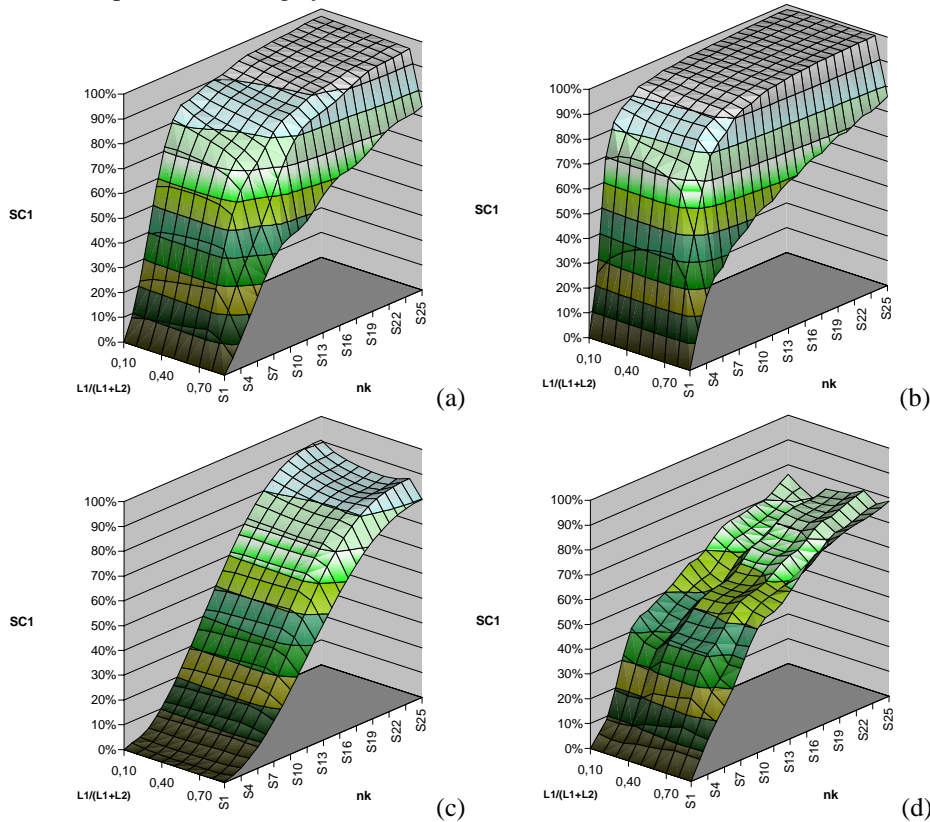 SC1
100%
90%
80%
70%
60%
50%
40%
30%
20%
10%
0%
0,10
0,40
0,70
L1/(L1+L2)
S1
S4
S7
S10
S13
S16
S19
S22
S25
nk
(a)
SC1
100%
90%
80%
70%
60%
50%
40%
30%
20%
10%
0%
0,10
0,40
0,70
L1/(L1+L2)
S1
S4
S7
S10
S13
S16
S19
S22
S25
nk
(b)
SC1
100%
90%
80%
70%
60%
50%
40%
30%
20%
10%
0%
0,10
0,40
0,70
L1/(L1+L2)
S1
S4
S7
S10
S13
S16
S19
S22
S25
nk
(c)
SC1
100%
90%
80%
70%
60%
50%
40%
30%
20%
10%
0%
0,10
0,40
0,70
L1/(L1+L2)
S1
S4
S7
S10
S13
S16
S19
S22
S25
nk
(d)